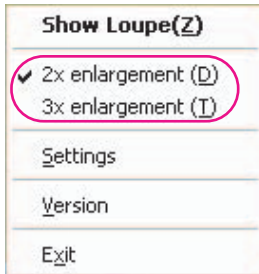 Show Loupe(Z)
2x enlargement (D)
3x enlargement (T)
Settings
Version
Exit